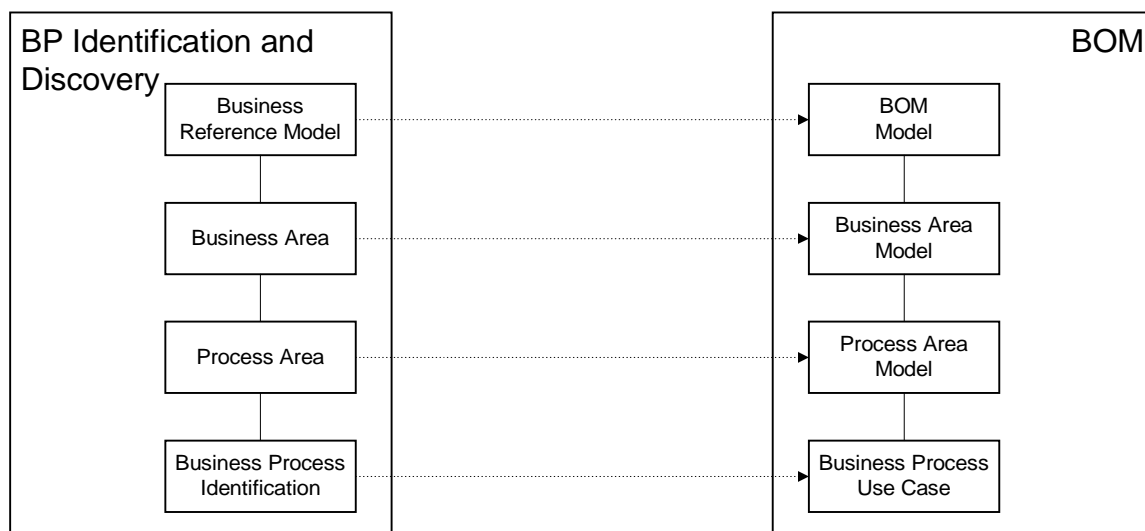 BP Identification and
Discovery
Business
Reference Model
Business Area
Process Area
Business Process
Identification
BOM
BOM
Model
Business Area
Model
Process Area
Model
Business Process
Use Case